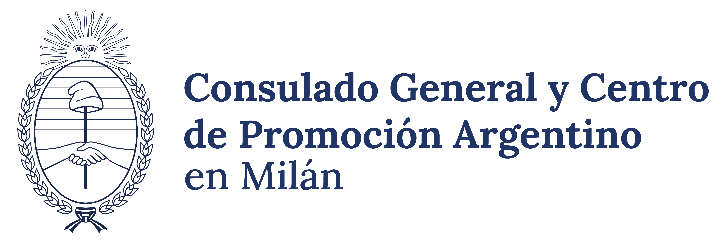 Consulado General y Centro
de Promoción Argentino
en Milán